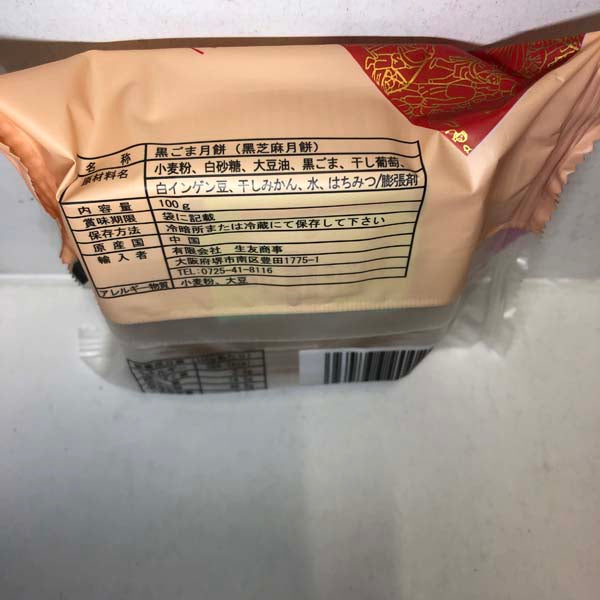 名 称 黒ごま月餅 (黒芝麻月餅)
原材料名 小麦粉、白砂糖、大豆油、黒ごま、干し葡萄、
白インゲン豆、干しみかん、水、はちみつ/膨張剤
内 容 量 100g
賞味期限 袋に記載
保存方法 冷暗所または冷蔵にて保存して下さい
原 産 国 中 国
輸 入 者 有限会社 生友商事
大阪府堺市南区豊田1775-1
TEL:0725-41-8116
アレルギー物質 小麦粉、大豆